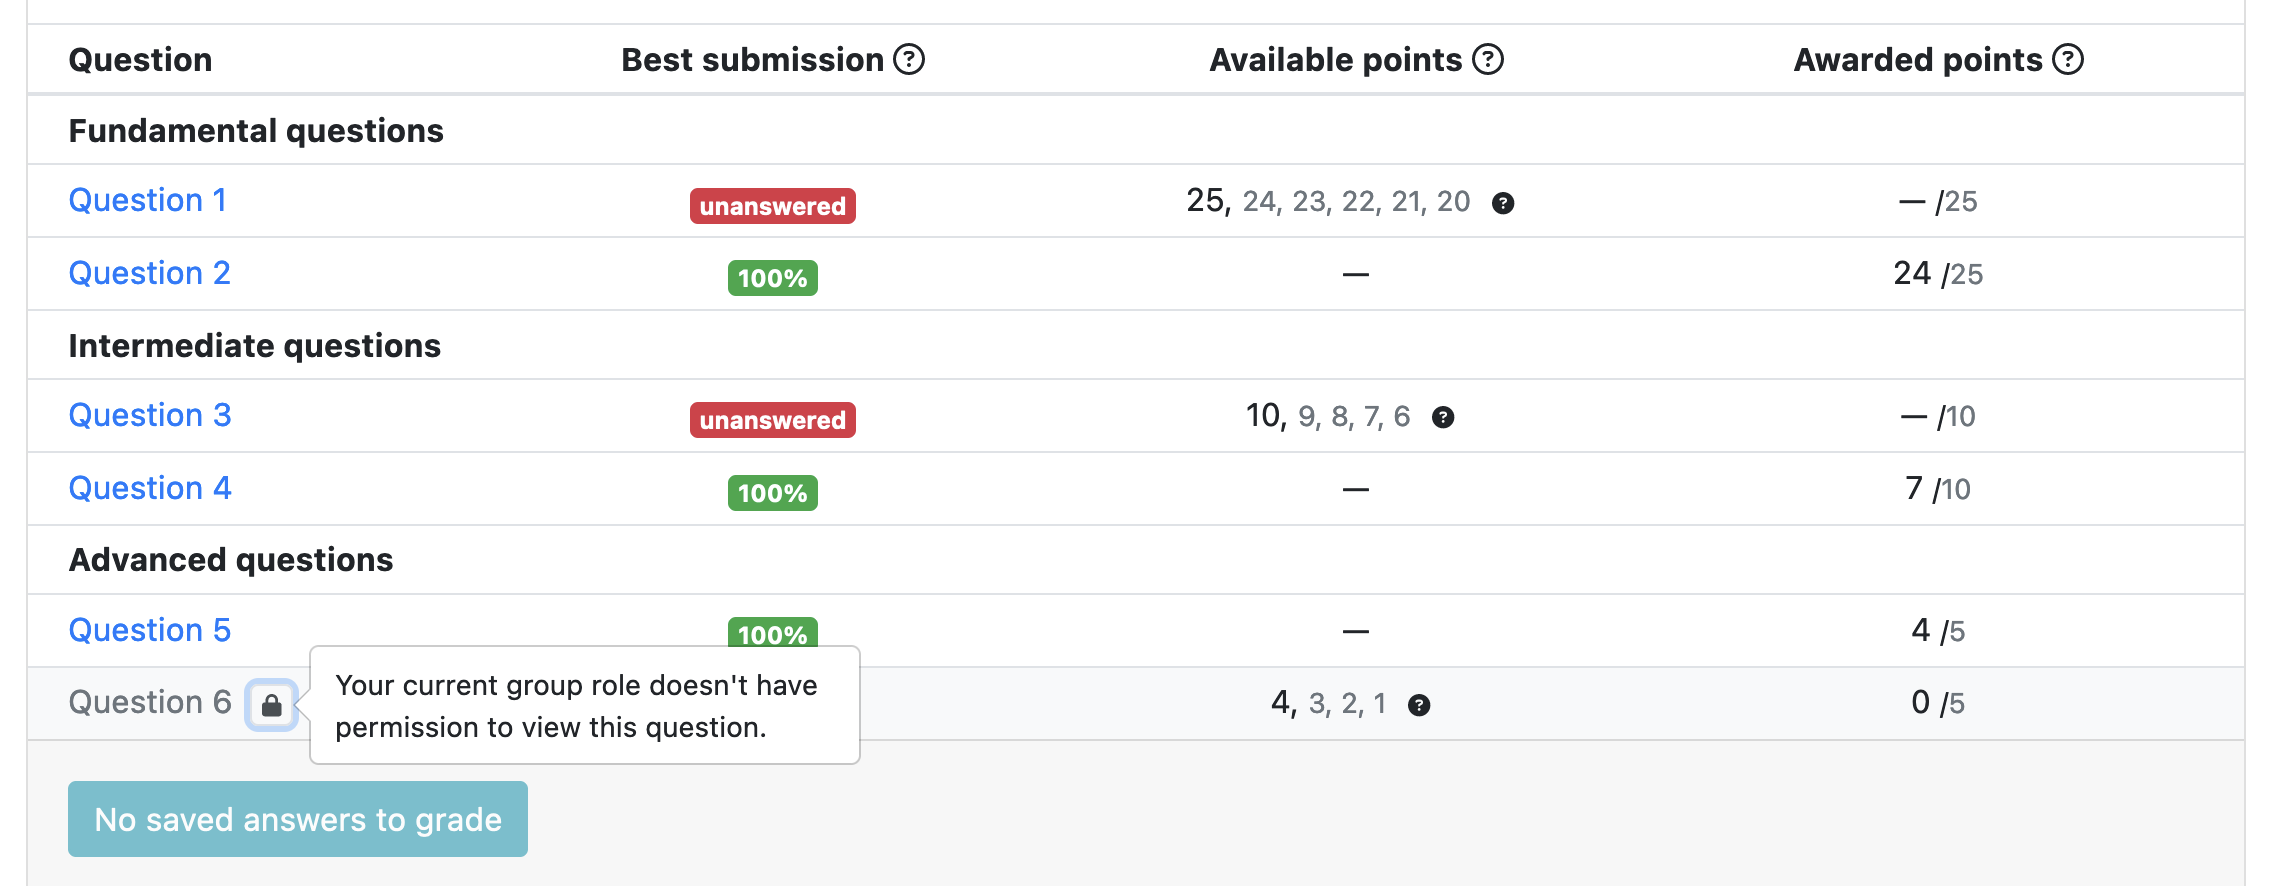 Question Best submission ? Available points ? Awarded points ?
Fundamental questions
Question 1 unanswered 25, 24, 23, 22, 21, 20 ? — /25
Question 2 100% — 24 /25
Intermediate questions
Question 3 unanswered 10, 9, 8, 7, 6 ? — /10
Question 4 100% — 7 /10
Advanced questions
Question 5 100% — 4 /5
Question 6 4, 3, 2, 1 ? 0 /5
Your current group role doesn't have
permission to view this question.
No saved answers to grade